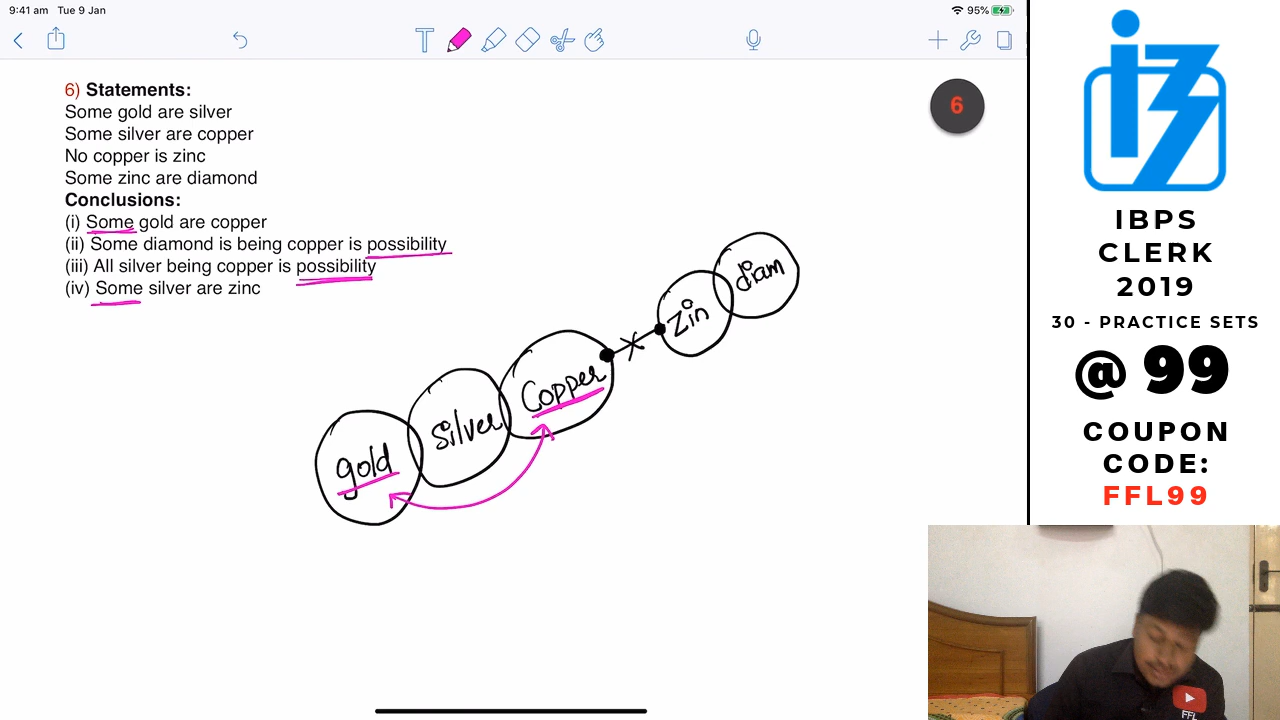 9:41 am Tue 9 Jan
95%
T
6) Statements:
Some gold are silver
Some silver are copper
No copper is zinc
Some zinc are diamond
Conclusions:
(i) Some gold are copper
(ii) Some diamond is being copper is possibility
(iii) All silver being copper is possibility
(iv) Some silver are zinc
6
diam
Zin
Copper
Silver
gold
IBPS
CLERK
2019
30 - PRACTICE SETS
@ 99
COUPON
CODE:
FFL99
FFL